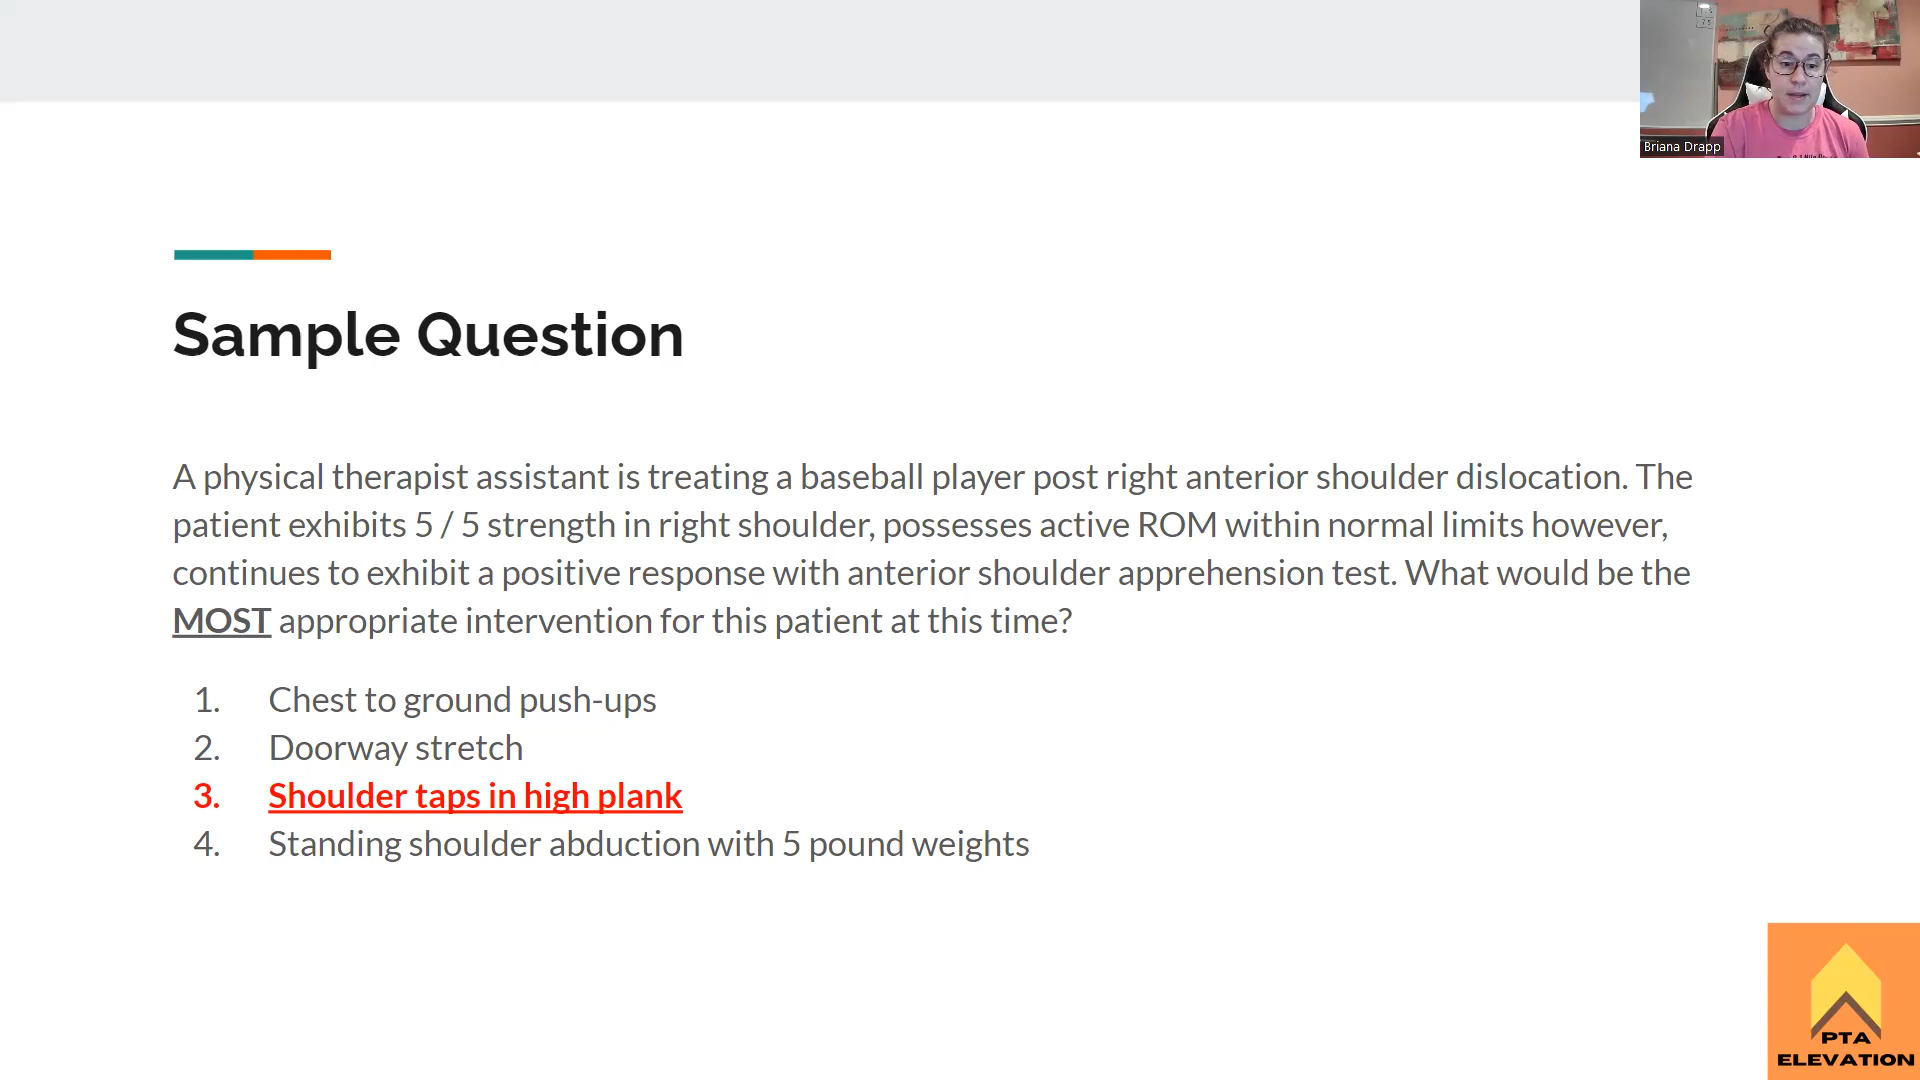 Briana Drapp
Sample Question
A physical therapist assistant is treating a baseball player post right anterior shoulder dislocation. The
patient exhibits 5 / 5 strength in right shoulder, possesses active ROM within normal limits however,
continues to exhibit a positive response with anterior shoulder apprehension test. What would be the
MOST appropriate intervention for this patient at this time?
1. Chest to ground push-ups
2. Doorway stretch
3. Shoulder taps in high plank
4. Standing shoulder abduction with 5 pound weights
PTA
ELEVATION